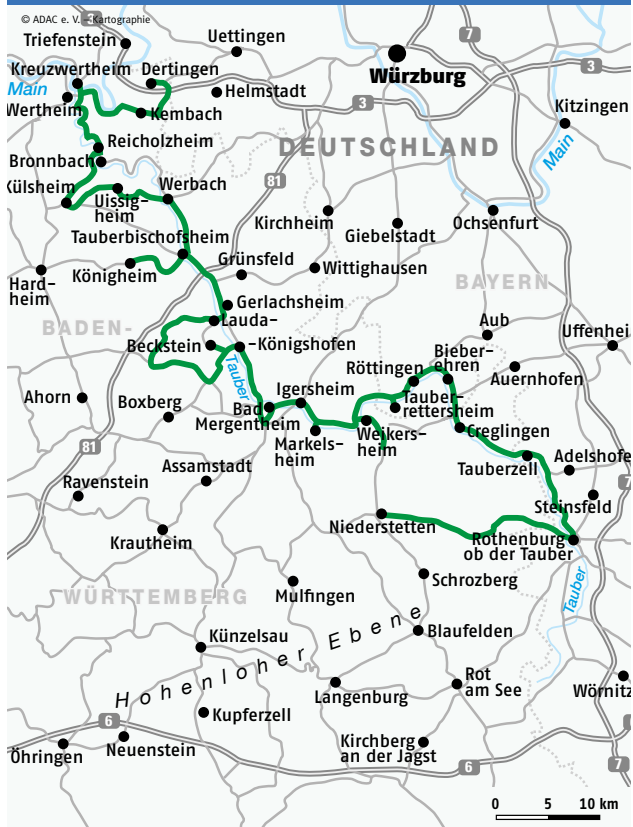 © ADAC e. V. – Kartographie
3
7
Triefenstein
Uettingen
Kreuzwertheim
Dertingen
Würzburg
Main
Helmstadt
3
Wertheim
3
Kembach
Kitzingen
Reicholzheim
DEUTSCHLAND
Main
Bronnbach
81
Külsheim
Uissig-
heim
Werbach
Kirchheim
Ochsenfurt
Tauberbischofsheim
Giebelstadt
Grünsfeld
Königheim
Wittighausen
Hard-
heim
BAYERN
Gerlachsheim
BADEN-
Lauda-
Aub
Uffenhei
Beckstein
-Königshofen
Bieber-
ehren
Tauber
Röttingen
Auernhofen
Igersheim
Ahorn
Boxberg
Bad
Mergentheim
Tauber-
rettersheim
Creglingen
Markels-
heim
Weikers-
heim
81
Assamstadt
Tauberzell
Adelshofe
Ravenstein
7
Steinsfeld
Niederstetten
Krautheim
Rothenburg
ob der Tauber
Schrozberg
WÜRTTEMBERG
Mulfingen
Tauber
Künzelsau
Hohenloher Ebene
Blaufelden
Langenburg
Rot
am See
Wörnitz
Kupferzell
6
Öhringen
Neuenstein
Kirchberg
an der Jagst
6
7
0 5 10 km